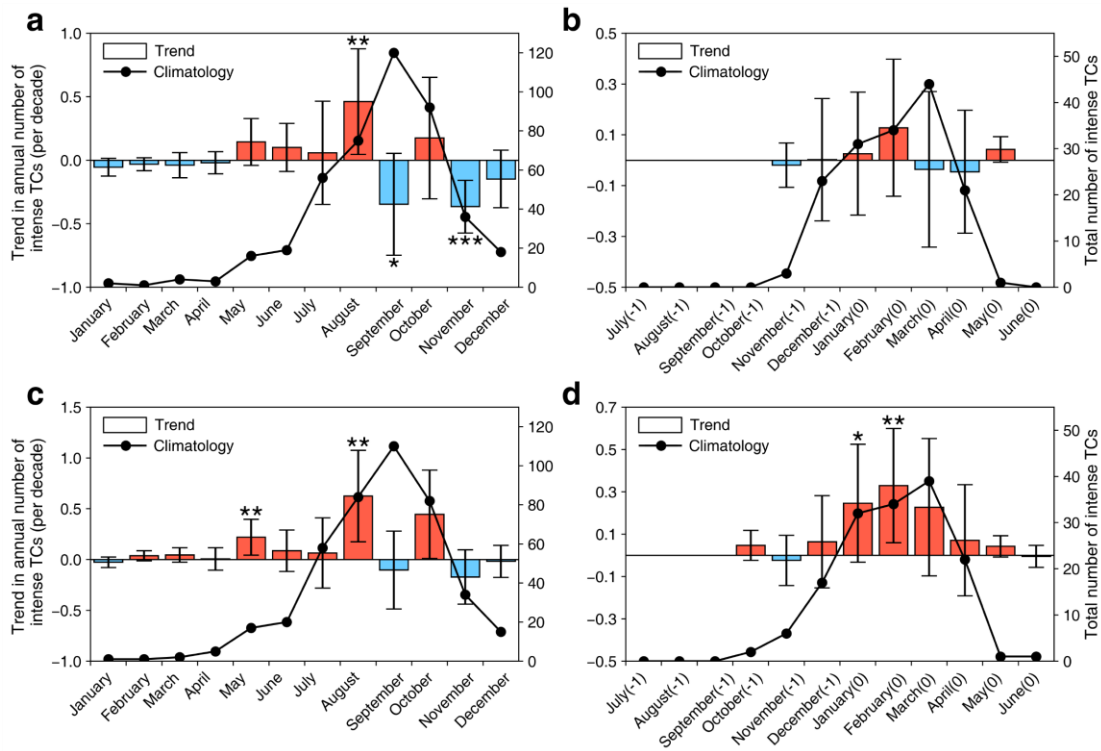 a
Trend in annual number of
intense TCs (per decade)
1.0
0.5
0.0
−0.5
−1.0
Trend
Climatology
**
*
***
120
100
80
60
40
20
0
January
February
March
April
May
June
July
August
September
October
November
December
b
0.5
0.3
0.1
−0.1
−0.3
−0.5
Trend
Climatology
50
40
30
20
10
0
Total number of intense TCs
July(-1)
August(-1)
September(-1)
October(-1)
November(-1)
December(-1)
January(0)
February(0)
March(0)
April(0)
May(0)
June(0)
c
Trend in annual number of
intense TCs (per decade)
1.5
1.0
0.5
0.0
−0.5
−1.0
Trend
Climatology
**
**
120
100
80
60
40
20
0
January
February
March
April
May
June
July
August
September
October
November
December
d
0.7
0.5
0.3
0.1
−0.1
−0.3
−0.5
Trend
Climatology
*
**
50
40
30
20
10
0
Total number of intense TCs
July(-1)
August(-1)
September(-1)
October(-1)
November(-1)
December(-1)
January(0)
February(0)
March(0)
April(0)
May(0)
June(0)